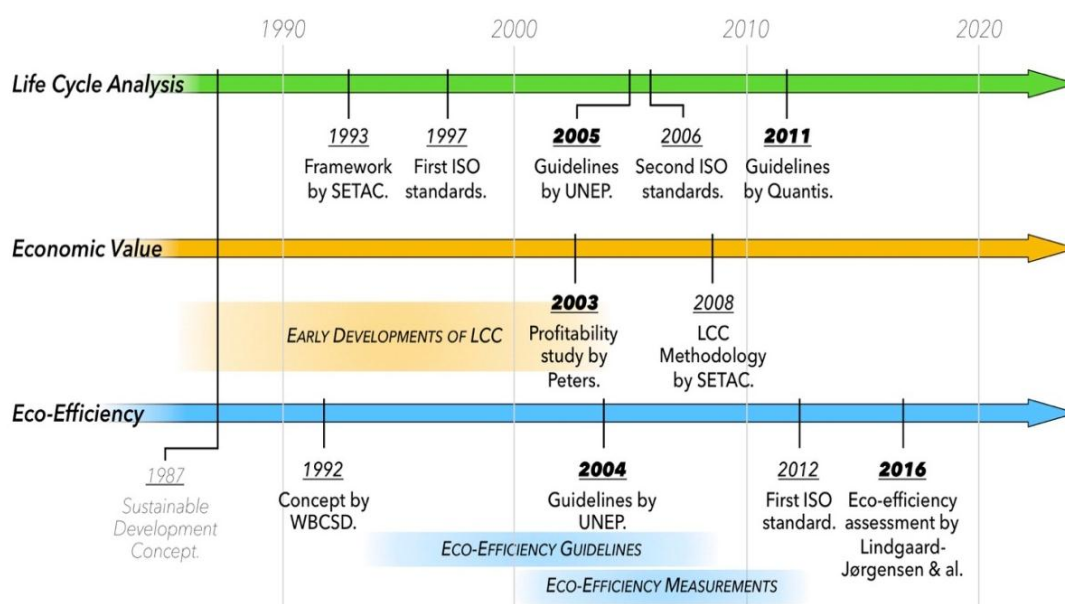 1990 2000 2010 2020
Life Cycle Analysis
1993 1997 2005 2006 2011
Framework First ISO Guidelines Second ISO Guidelines
by SETAC. standards. by UNEP. standards. by Quantis.
Economic Value
EARLY DEVELOPMENTS OF LCC
2003 2008
Profitability LCC
study by Methodology
Peters. by SETAC.
Eco-Efficiency
1987 1992 2004 2012 2016
Sustainable Concept by Guidelines by First ISO Eco-efficiency
Development WBCSD. UNEP. standard. assessment by
Concept. Lindgaard-
Jørgensen & al.
ECO-EFFICIENCY GUIDELINES
ECO-EFFICIENCY MEASUREMENTS